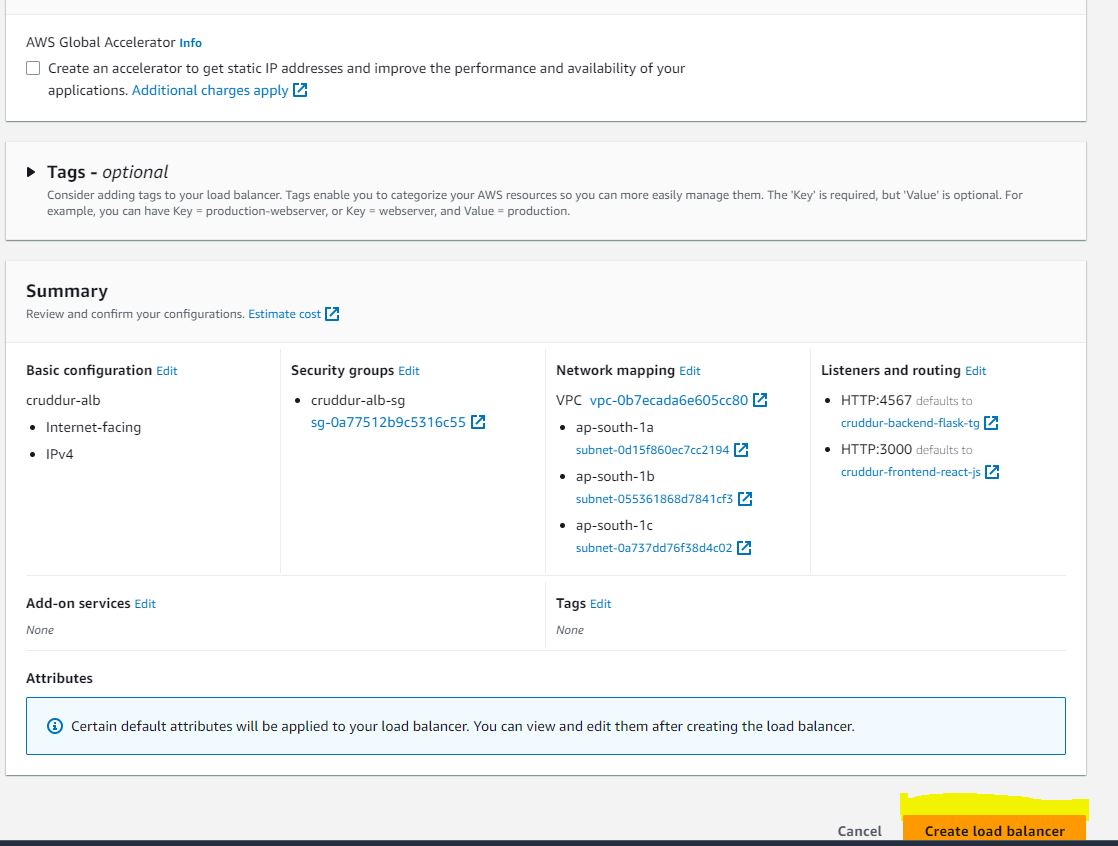 AWS Global Accelerator Info
Create an accelerator to get static IP addresses and improve the performance and availability of your
applications. Additional charges apply
Tags - optional
Consider adding tags to your load balancer. Tags enable you to categorize your AWS resources so you can more easily manage them. The 'Key' is required, but 'Value' is optional. For
example, you can have Key = production-webserver, or Key = webserver, and Value = production.
Summary
Review and confirm your configurations. Estimate cost
Basic configuration Edit
cruddur-alb
Internet-facing
IPv4
Security groups Edit
cruddur-alb-sg
sg-0a77512b9c5316c55
Network mapping Edit
VPC vpc-0b7ecada6e605cc80
ap-south-1a
subnet-0d15f860ec7cc2194
ap-south-1b
subnet-055361868d7841cf3
ap-south-1c
subnet-0a737dd76f38d4c02
Listeners and routing Edit
HTTP:4567 defaults to
cruddur-backend-flask-tg
HTTP:3000 defaults to
cruddur-frontend-react-js
Add-on services Edit
None
Tags Edit
None
Attributes
Certain default attributes will be applied to your load balancer. You can view and edit them after creating the load balancer.
Cancel
Create load balancer